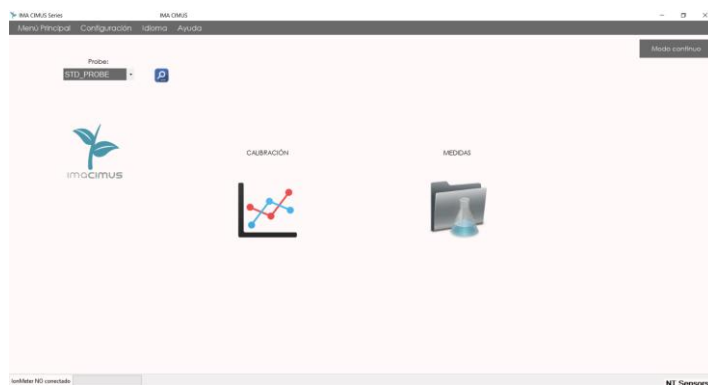 IMA CIMUS Series
IMA CIMUS
Menú Principal Configuración Idioma Ayuda
Modo continuo
Probe:
STD_PROBE
imacimus
CALIBRACIÓN
MEDIDAS
IonMeter NO conectado
NT Sensors